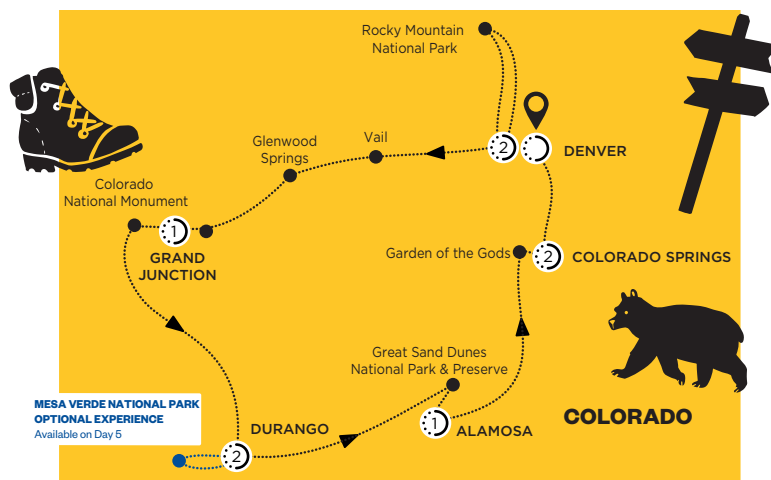 Rocky Mountain
National Park
2
DENVER
Vail
Glenwood
Springs
Colorado
National Monument
1
GRAND
JUNCTION
Garden of the Gods
2
COLORADO SPRINGS
Great Sand Dunes
National Park & Preserve
MESA VERDE NATIONAL PARK
OPTIONAL EXPERIENCE
Available on Day 5
2
DURANGO
1
ALAMOSA
COLORADO